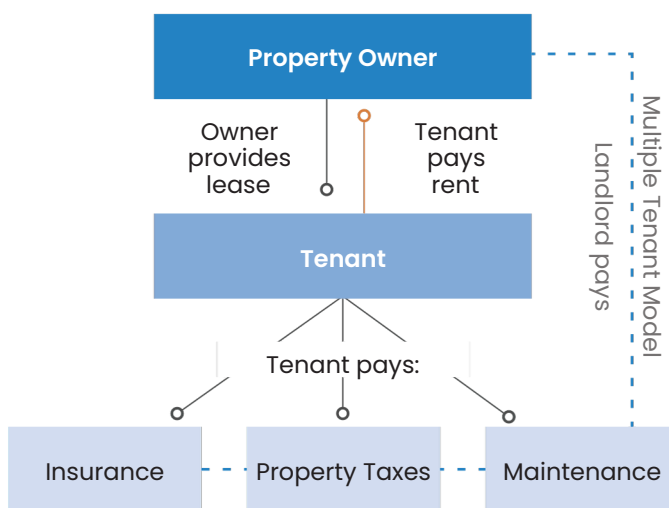 Property Owner
Owner
provides
lease
Tenant
pays
rent
Multiple Tenant Model
Landlord pays
Tenant
Tenant pays:
Insurance
Property Taxes
Maintenance